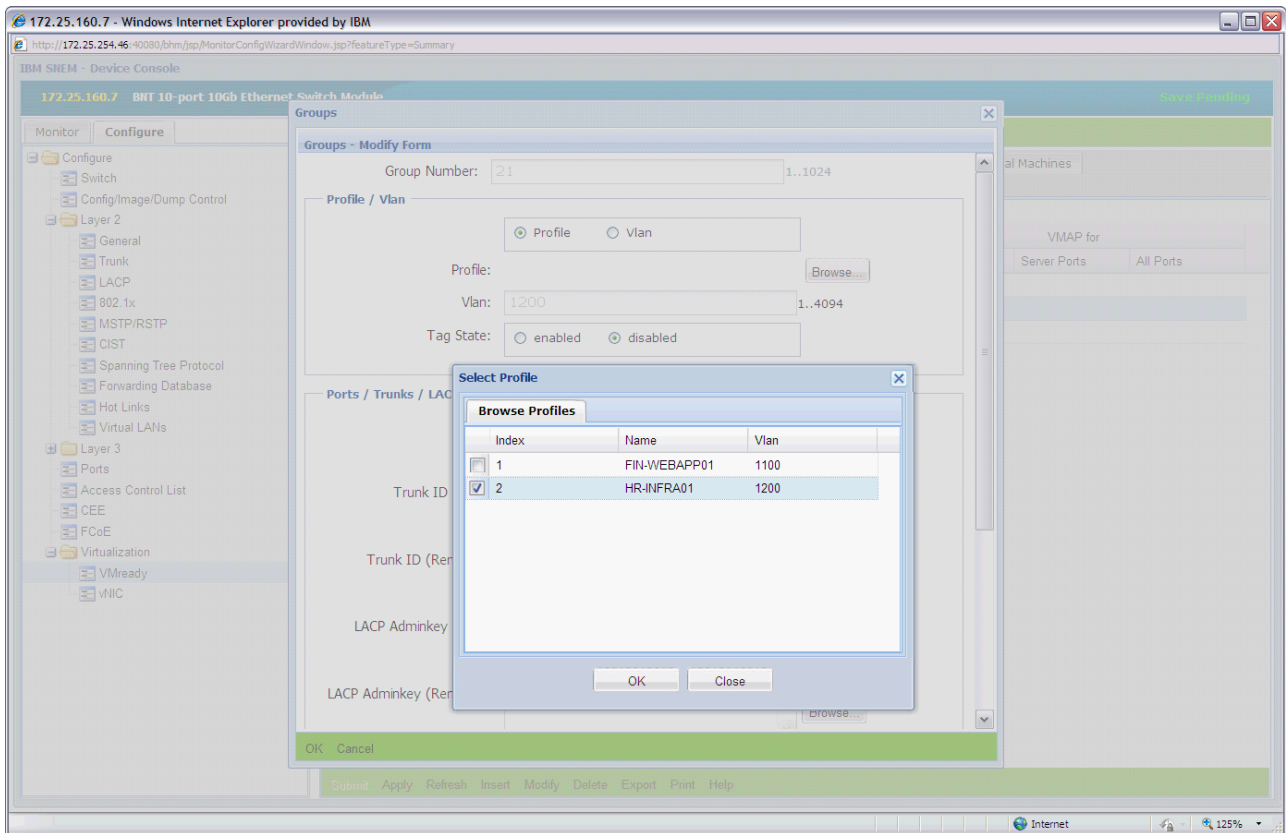 172.25.160.7 - Windows Internet Explorer provided by IBM
http://172.25.254.46:40080/bhm/jsp/MonitorConfigWizardWindow.jsp?featureType=Summary
IBM SNEM - Device Console
172.25.160.7 BNT 10-port 10Gb Ethernet Switch Module
Save Pending
Monitor
Configure
Configure
Switch
Config/Image/Dump Control
Layer 2
General
Trunk
LACP
802.1x
MSTP/RSTP
CIST
Spanning Tree Protocol
Forwarding Database
Hot Links
Virtual LANs
Layer 3
Ports
Access Control List
CEE
FCoE
Virtualization
VMready
vNIC
Groups
Groups - Modify Form
Group Number: 21 1..1024
Profile / Vlan
Profile Vlan
Profile: Browse...
Vlan: 1200 1..4094
Tag State: enabled disabled
Ports / Trunks / LAC
Trunk ID
Trunk ID (Rem
LACP Adminkey
LACP Adminkey (Rem
Browse...
OK Cancel
Select Profile
Browse Profiles
Index Name Vlan
1 FIN-WEBAPP01 1100
2 HR-INFRA01 1200
OK Close
al Machines
VMAP for
Server Ports All Ports
Submit Apply Refresh Insert Modify Delete Export Print Help
Internet
125%